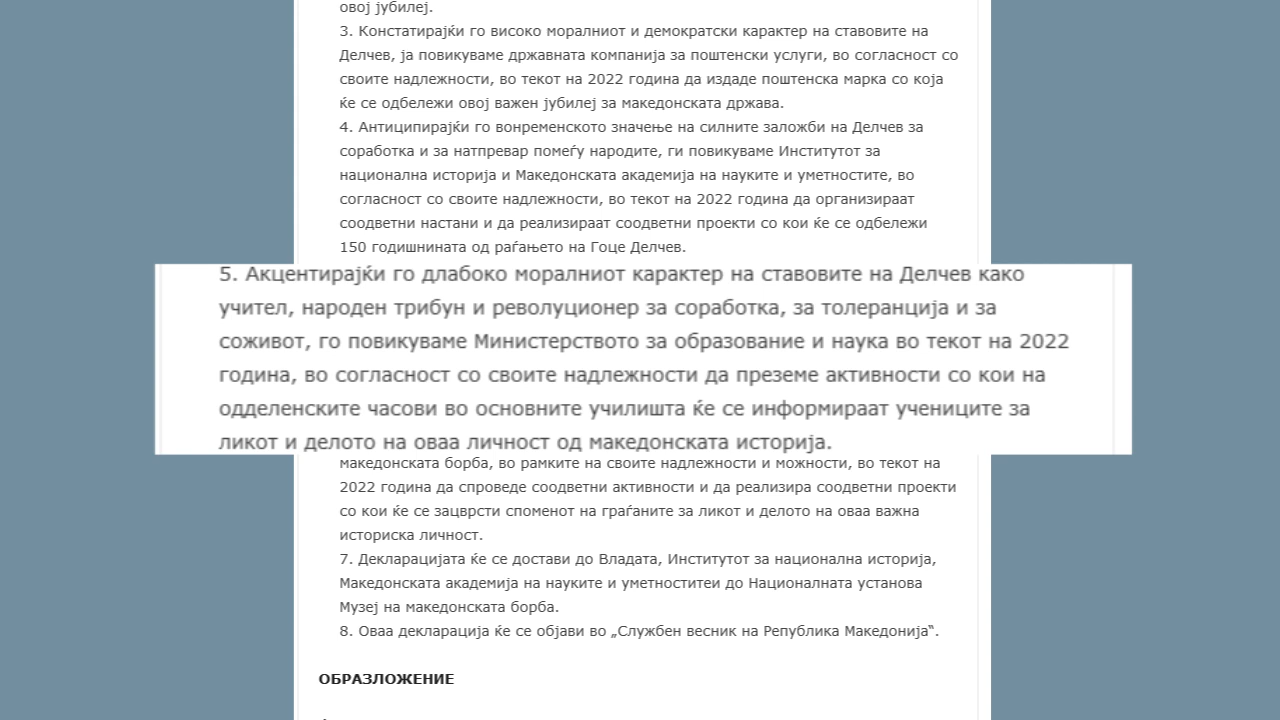 овој јубилеј.
3. Констатирајќи го високо моралниот и демократски карактер на ставовите на
Делчев, ја повикуваме државната компанија за поштенски услуги, во согласност со
своите надлежности, во текот на 2022 година да издаде поштенска марка со која
ќе се одбележи овој важен јубилеј за македонската држава.
4. Антиципирајќи го вонременското значење на силните заложби на Делчев за
соработка и за натпревар помеѓу народите, ги повикуваме Институтот за
национална историја и Македонската академија на науките и уметностите, во
согласност со своите надлежности, во текот на 2022 година да организираат
соодветни настани и да реализираат соодветни проекти со кои ќе се одбележи
150 годишнината од раѓањето на Гоце Делчев.
5. Акцентирајќи го длабоко моралниот карактер на ставовите на Делчев како
учител, народен трибун и револуционер за соработка, за толеранција и за
соживот, го повикуваме Министерството за образование и наука во текот на 2022
година, во согласност со своите надлежности да преземе активности со кои на
одделенските часови во основните училишта ќе се информираат учениците за
ликот и делото на оваа личност од македонската историја.
македонската борба, во рамките на своите надлежности и можности, во текот на
2022 година да спроведе соодветни активности и да реализира соодветни проекти
со кои ќе се зацврсти споменот на граѓаните за ликот и делото на оваа важна
историска личност.
7. Декларацијата ќе се достави до Владата, Институтот за национална историја,
Македонската академија на науките и уметноститеи до Националната установа
Музеј на македонската борба.
8. Оваа декларација ќе се објави во „Службен весник на Република Македонија“.
ОБРАЗЛОЖЕНИЕ